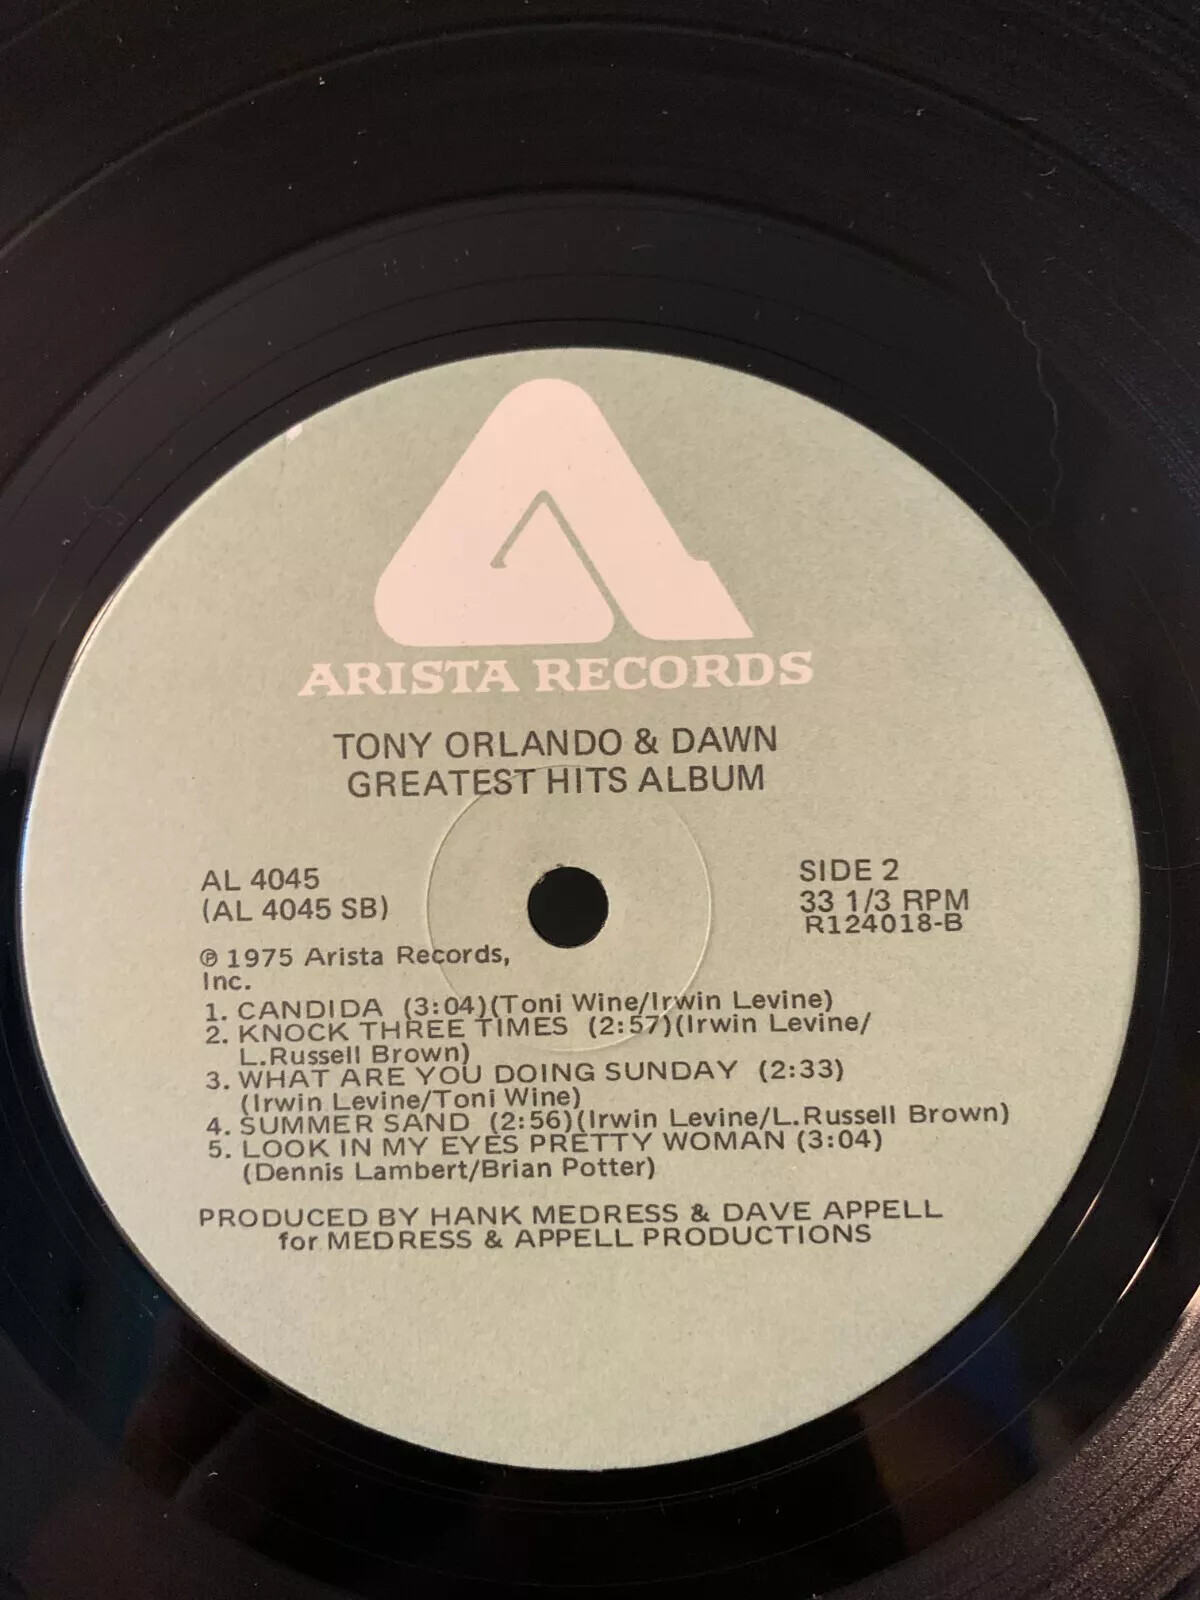 ARISTA RECORDS
TONY ORLANDO & DAWN
GREATEST HITS ALBUM
AL 4045
(AL 4045 SB)
SIDE 2
33 1/3 RPM
R124018-B
℗ 1975 Arista Records,
Inc.
1. CANDIDA (3:04)(Toni Wine/Irwin Levine)
2. KNOCK THREE TIMES (2:57)(Irwin Levine/
L.Russell Brown)
3. WHAT ARE YOU DOING SUNDAY (2:33)
(Irwin Levine/Toni Wine)
4. SUMMER SAND (2:56)(Irwin Levine/L.Russell Brown)
5. LOOK IN MY EYES PRETTY WOMAN (3:04)
(Dennis Lambert/Brian Potter)
PRODUCED BY HANK MEDRESS & DAVE APPELL
for MEDRESS & APPELL PRODUCTIONS